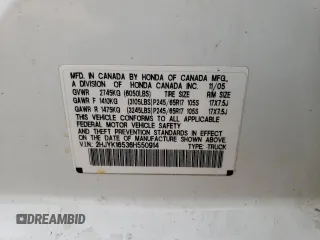 MFD. IN CANADA BY HONDA OF CANADA MFG.,
A DIVISION OF HONDA CANADA INC. 11/05
GVWR 2745KG (6050LBS) TIRE SIZE RIM SIZE
GAWR F 1410KG (3105LBS) P245/65R17 105S 17X7.5J
GAWR R 1475KG (3245LBS) P245/65R17 105S 17X7.5J
THIS VEHICLE CONFORMS TO ALL APPLICABLE
FEDERAL MOTOR VEHICLE SAFETY
AND THEFT PREVENTION STANDARDS IN EFFECT
ON THE DATE OF MANUFACTURE SHOWN ABOVE.
V.I.N: 2HJYK16536H550914 TYPE: TRUCK
DREAMBID